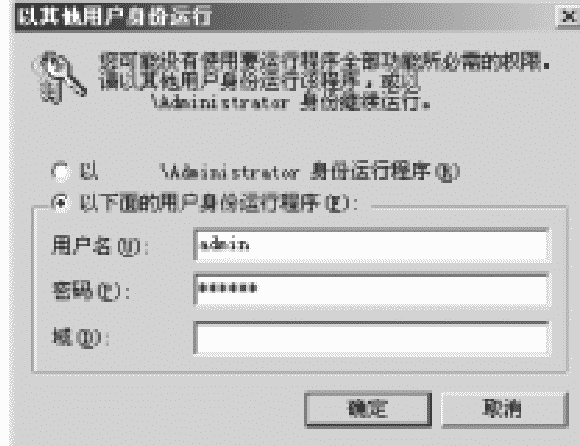 以其他用户身份运行
您可能没有使用要运行程序全部功能所必需的权限。
请以其他用户身份运行该程序，或以
\Administrator 身份继续运行。
以 \Administrator 身份运行程序(R)
以下面的用户身份运行程序(F):
用户名(U): admin
密码(P): ******
域(D):
确定 取消